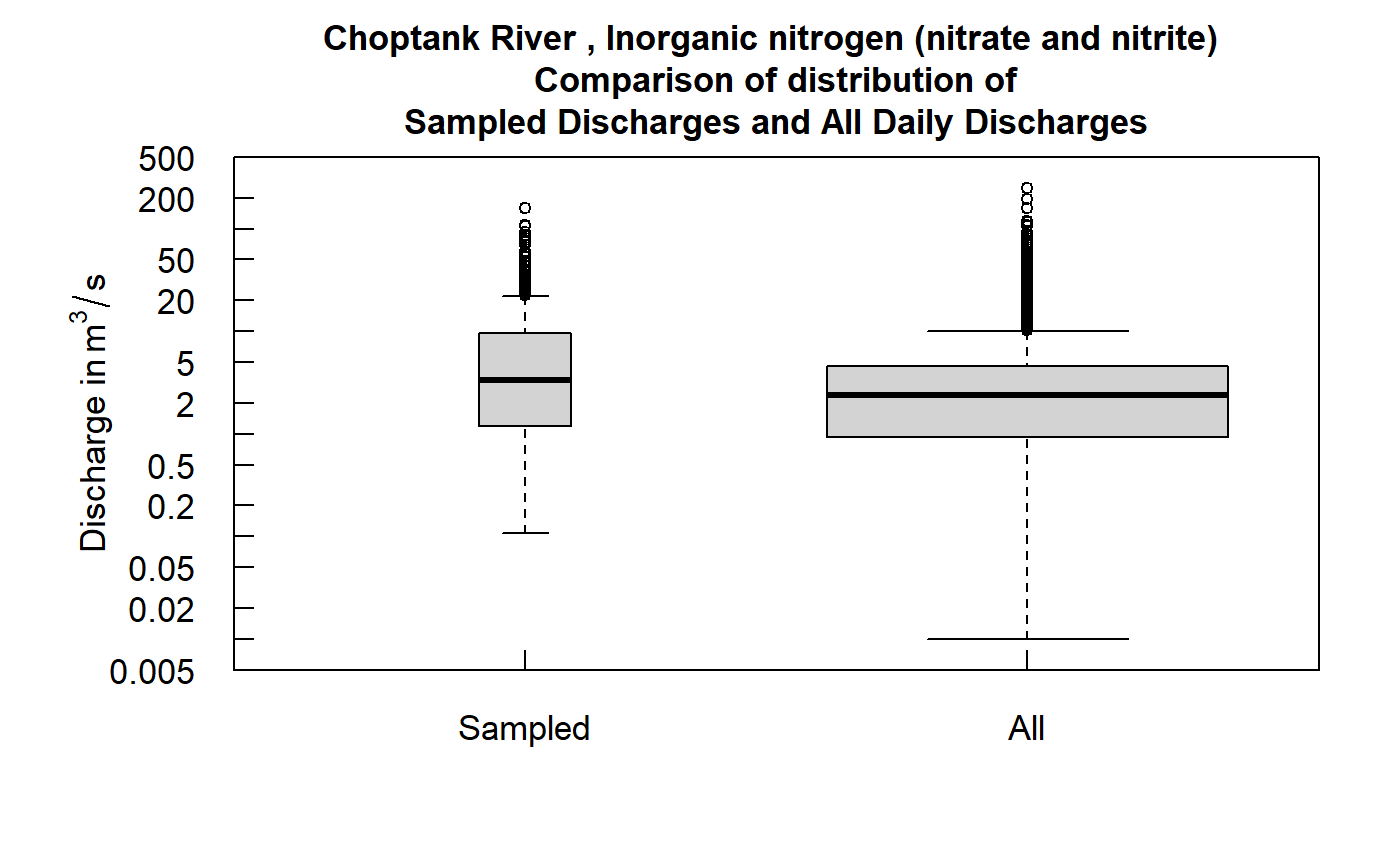 Choptank River , Inorganic nitrogen (nitrate and nitrite)
Comparison of distribution of
Sampled Discharges and All Daily Discharges
Discharge in m³/s
500
200
50
20
5
2
0.5
0.2
0.05
0.02
0.005
Sampled
All